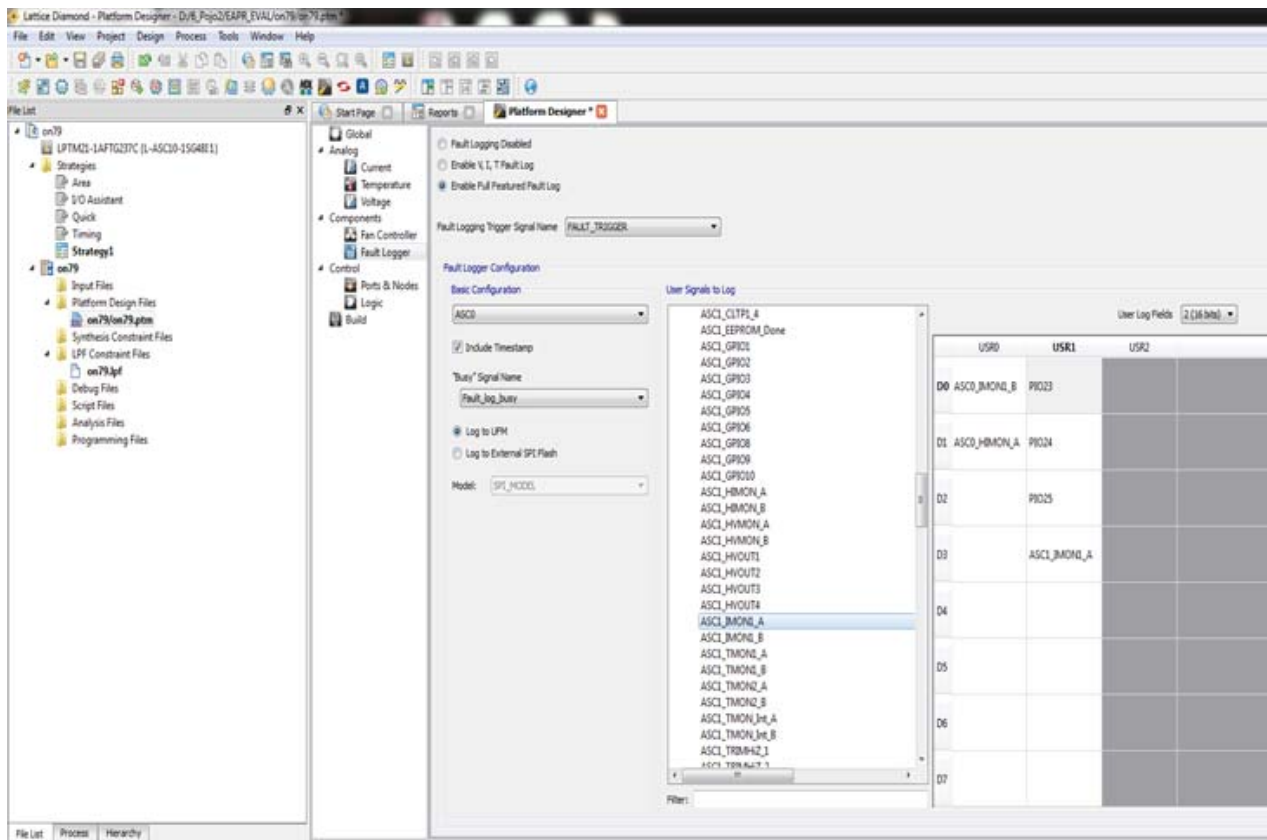 Lattice Diamond - Platform Designer - D:/8_Pojo2/EAPR_EVAL/on79/on79.ptm *
File Edit View Project Design Process Tools Window Help
File List
Start Page
Reports
Platform Designer *
on79
LPTM21-1AFTG237C (L-ASC10-1SG48I1)
Strategies
Area
I/O Assistant
Quick
Timing
Strategy1
on79
Input Files
Platform Design Files
on79/on79.ptm
Synthesis Constraint Files
LPF Constraint Files
on79.lpf
Debug Files
Script Files
Analysis Files
Programming Files
Global
Analog
Current
Temperature
Voltage
Components
Fan Controller
Fault Logger
Control
Ports & Nodes
Logic
Build
Fault Logging Disabled
Enable V, I, T Fault Log
Enable Full Featured Fault Log
Fault Logging Trigger Signal Name FAULT_TRIGGER
Fault Logger Configuration
Basic Configuration
ASC0
Include Timestamp
"Busy" Signal Name
Fault_log_busy
Log to UFM
Log to External SPI Flash
Model: SPI_MODEL
User Signals to Log
ASC1_CLTP1_4
ASC1_EEPROM_Done
ASC1_GPIO1
ASC1_GPIO2
ASC1_GPIO3
ASC1_GPIO4
ASC1_GPIO5
ASC1_GPIO6
ASC1_GPIO8
ASC1_GPIO9
ASC1_GPIO10
ASC1_HIMON_A
ASC1_HIMON_B
ASC1_HVMON_A
ASC1_HVMON_B
ASC1_HVOUT1
ASC1_HVOUT2
ASC1_HVOUT3
ASC1_HVOUT4
ASC1_IMON1_A
ASC1_IMON1_B
ASC1_TMON1_A
ASC1_TMON1_B
ASC1_TMON2_A
ASC1_TMON2_B
ASC1_TMON_Int_A
ASC1_TMON_Int_B
ASC1_TRIMHiZ_1
ASC1_TRIMHiZ_2
Filter:
User Log Fields 2 (16 bits)
USR0 USR1 USR2
D0 ASC0_IMON1_B PIO23
D1 ASC0_HIMON_A PIO24
D2 PIO25
D3 ASC1_IMON1_A
D4
D5
D6
D7
File List Process Hierarchy